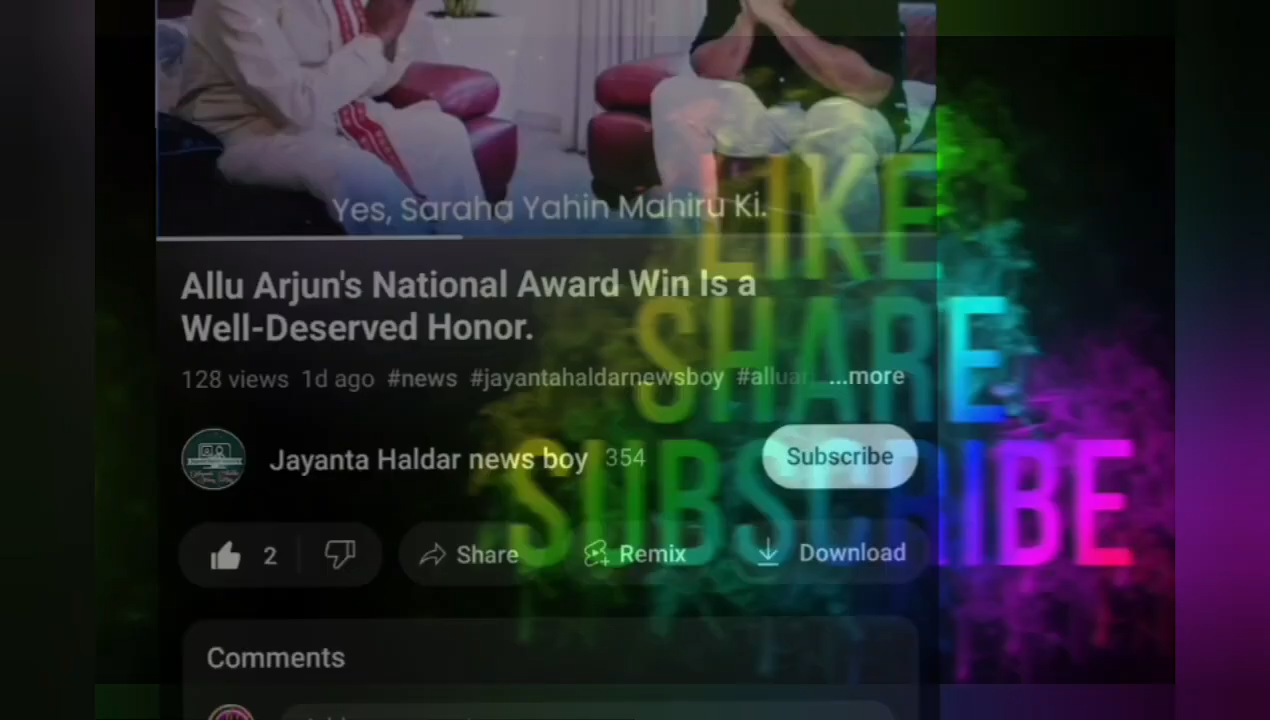 Yes, Saraha Yahin Mahiru Ki.
LIKE
SHARE
SUBSCRIBE
Allu Arjun's National Award Win Is a
Well-Deserved Honor.
128 views 1d ago #news #jayantahaldarnewsboy #alluar ...more
Jayanta Haldar news boy 354
Subscribe
2
Share
Remix
Download
Comments